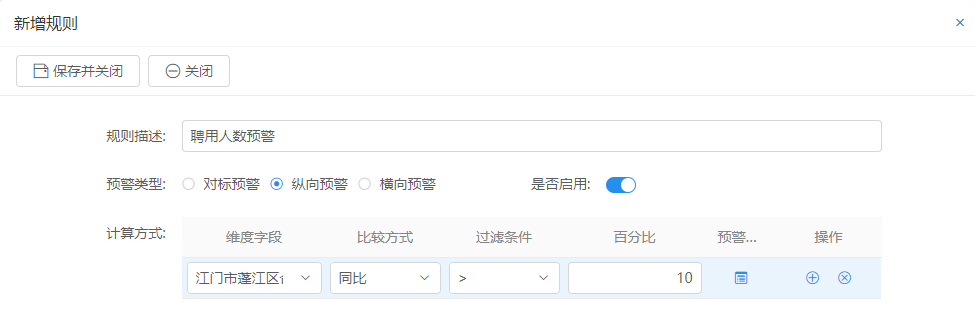 新增规则
保存并关闭 关闭
规则描述: 聘用人数预警
预警类型: 对标预警 纵向预警 横向预警 是否启用:
计算方式: 维度字段 比较方式 过滤条件 百分比 预警... 操作
江门市蓬江区 同比 > 10